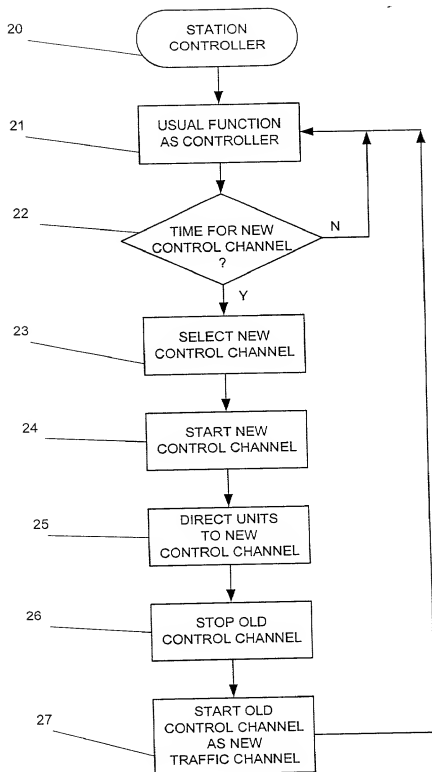 20
STATION
CONTROLLER
21
USUAL FUNCTION
AS CONTROLLER
22
TIME FOR NEW
CONTROL CHANNEL
?
N
Y
23
SELECT NEW
CONTROL CHANNEL
24
START NEW
CONTROL CHANNEL
25
DIRECT UNITS
TO NEW
CONTROL CHANNEL
26
STOP OLD
CONTROL CHANNEL
27
START OLD
CONTROL CHANNEL
AS NEW
TRAFFIC CHANNEL